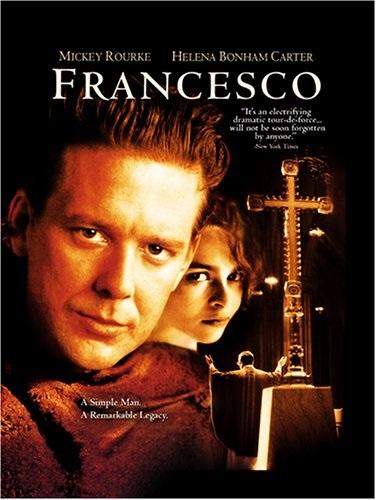 MICKEY ROURKE HELENA BONHAM CARTER
FRANCESCO
"It's an electrifying
dramatic tour-de-force...
will not be soon forgotten
by anyone."
-New York Times
A Simple Man.
A Remarkable Legacy.